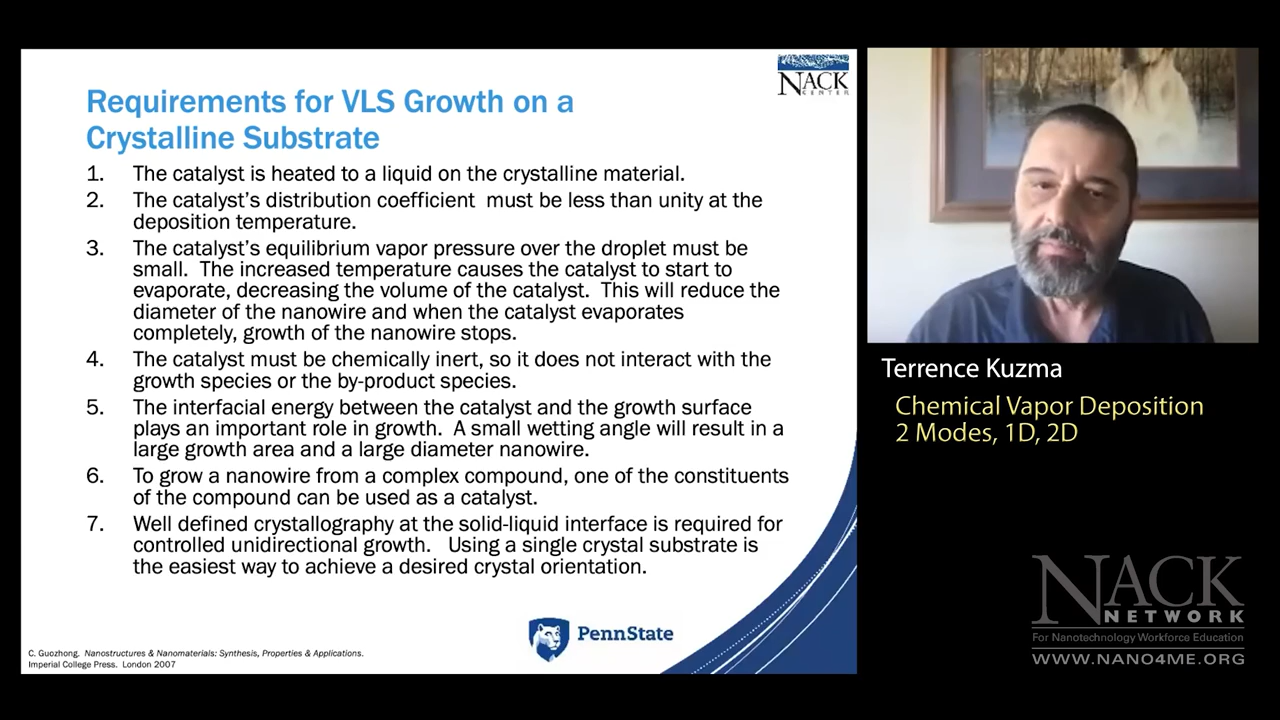 NACK
CENTER
Requirements for VLS Growth on a
Crystalline Substrate
1. The catalyst is heated to a liquid on the crystalline material.
2. The catalyst's distribution coefficient must be less than unity at the
deposition temperature.
3. The catalyst's equilibrium vapor pressure over the droplet must be
small. The increased temperature causes the catalyst to start to
evaporate, decreasing the volume of the catalyst. This will reduce the
diameter of the nanowire and when the catalyst evaporates
completely, growth of the nanowire stops.
4. The catalyst must be chemically inert, so it does not interact with the
growth species or the by-product species.
5. The interfacial energy between the catalyst and the growth surface
plays an important role in growth. A small wetting angle will result in a
large growth area and a large diameter nanowire.
6. To grow a nanowire from a complex compound, one of the constituents
of the compound can be used as a catalyst.
7. Well defined crystallography at the solid-liquid interface is required for
controlled unidirectional growth. Using a single crystal substrate is
the easiest way to achieve a desired crystal orientation.
PennState
C. Guozhong. Nanostructures & Nanomaterials: Synthesis, Properties & Applications.
Imperial College Press. London 2007
Terrence Kuzma
Chemical Vapor Deposition
2 Modes, 1D, 2D
NACK
NETWORK
For Nanotechnology Workforce Education
WWW.NANO4ME.ORG